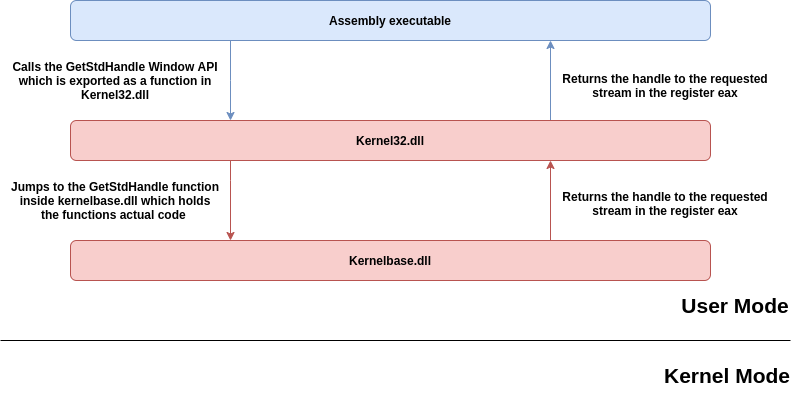 Assembly executable
Calls the GetStdHandle Window API
which is exported as a function in
Kernel32.dll
Returns the handle to the requested
stream in the register eax
Kernel32.dll
Jumps to the GetStdHandle function
inside kernelbase.dll which holds
the functions actual code
Returns the handle to the requested
stream in the register eax
Kernelbase.dll
User Mode
Kernel Mode